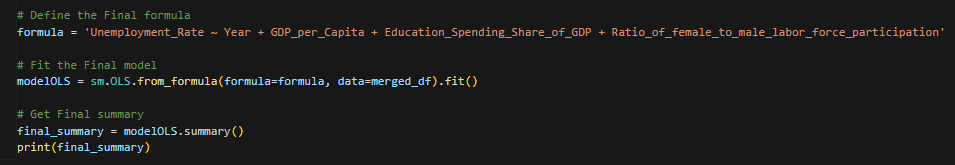 # Define the Final formula
formula = 'Unemployment_Rate ~ Year + GDP_per_Capita + Education_Spending_Share_of_GDP + Ratio_of_female_to_male_labor_force_participation'
# Fit the Final model
modelOLS = sm.OLS.from_formula(formula=formula, data=merged_df).fit()
# Get Final summary
final_summary = modelOLS.summary()
print(final_summary)